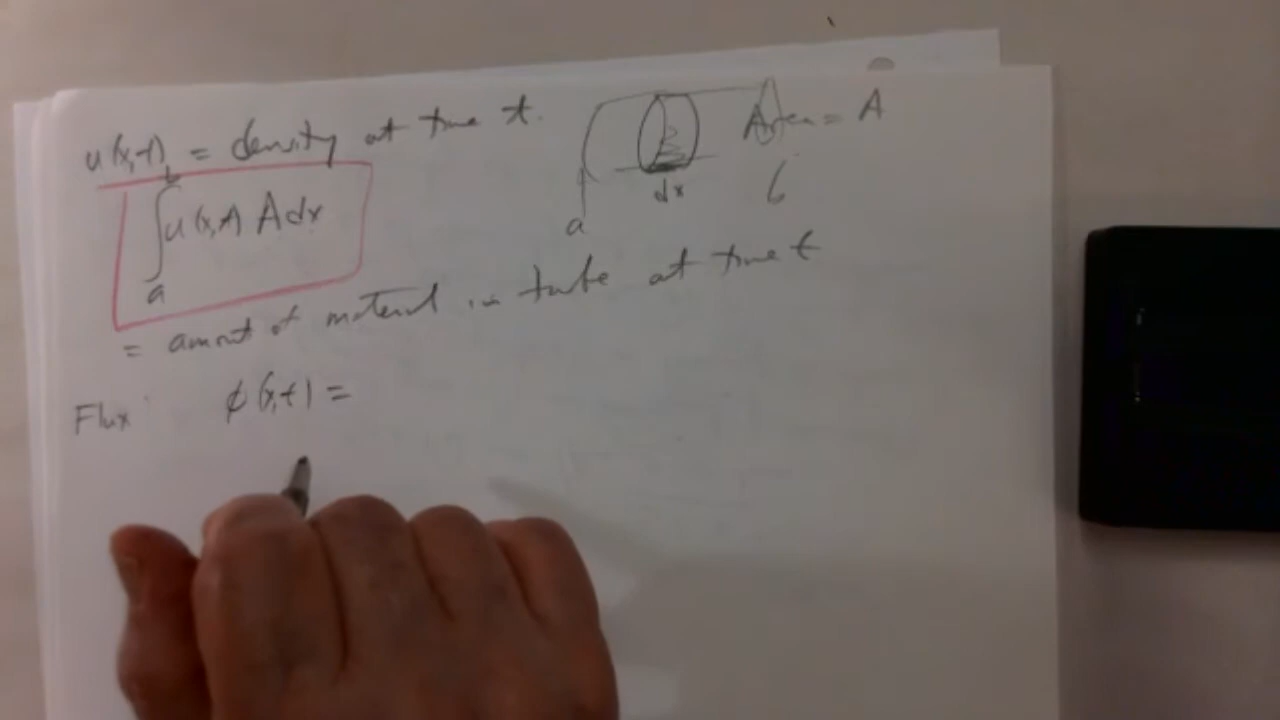 u(x,t) = density at time t.
Area = A
b
∫ u(x,t) A dx
a
a
dx
b
= amount of material in tube at time t
Flux: φ(x,t) =